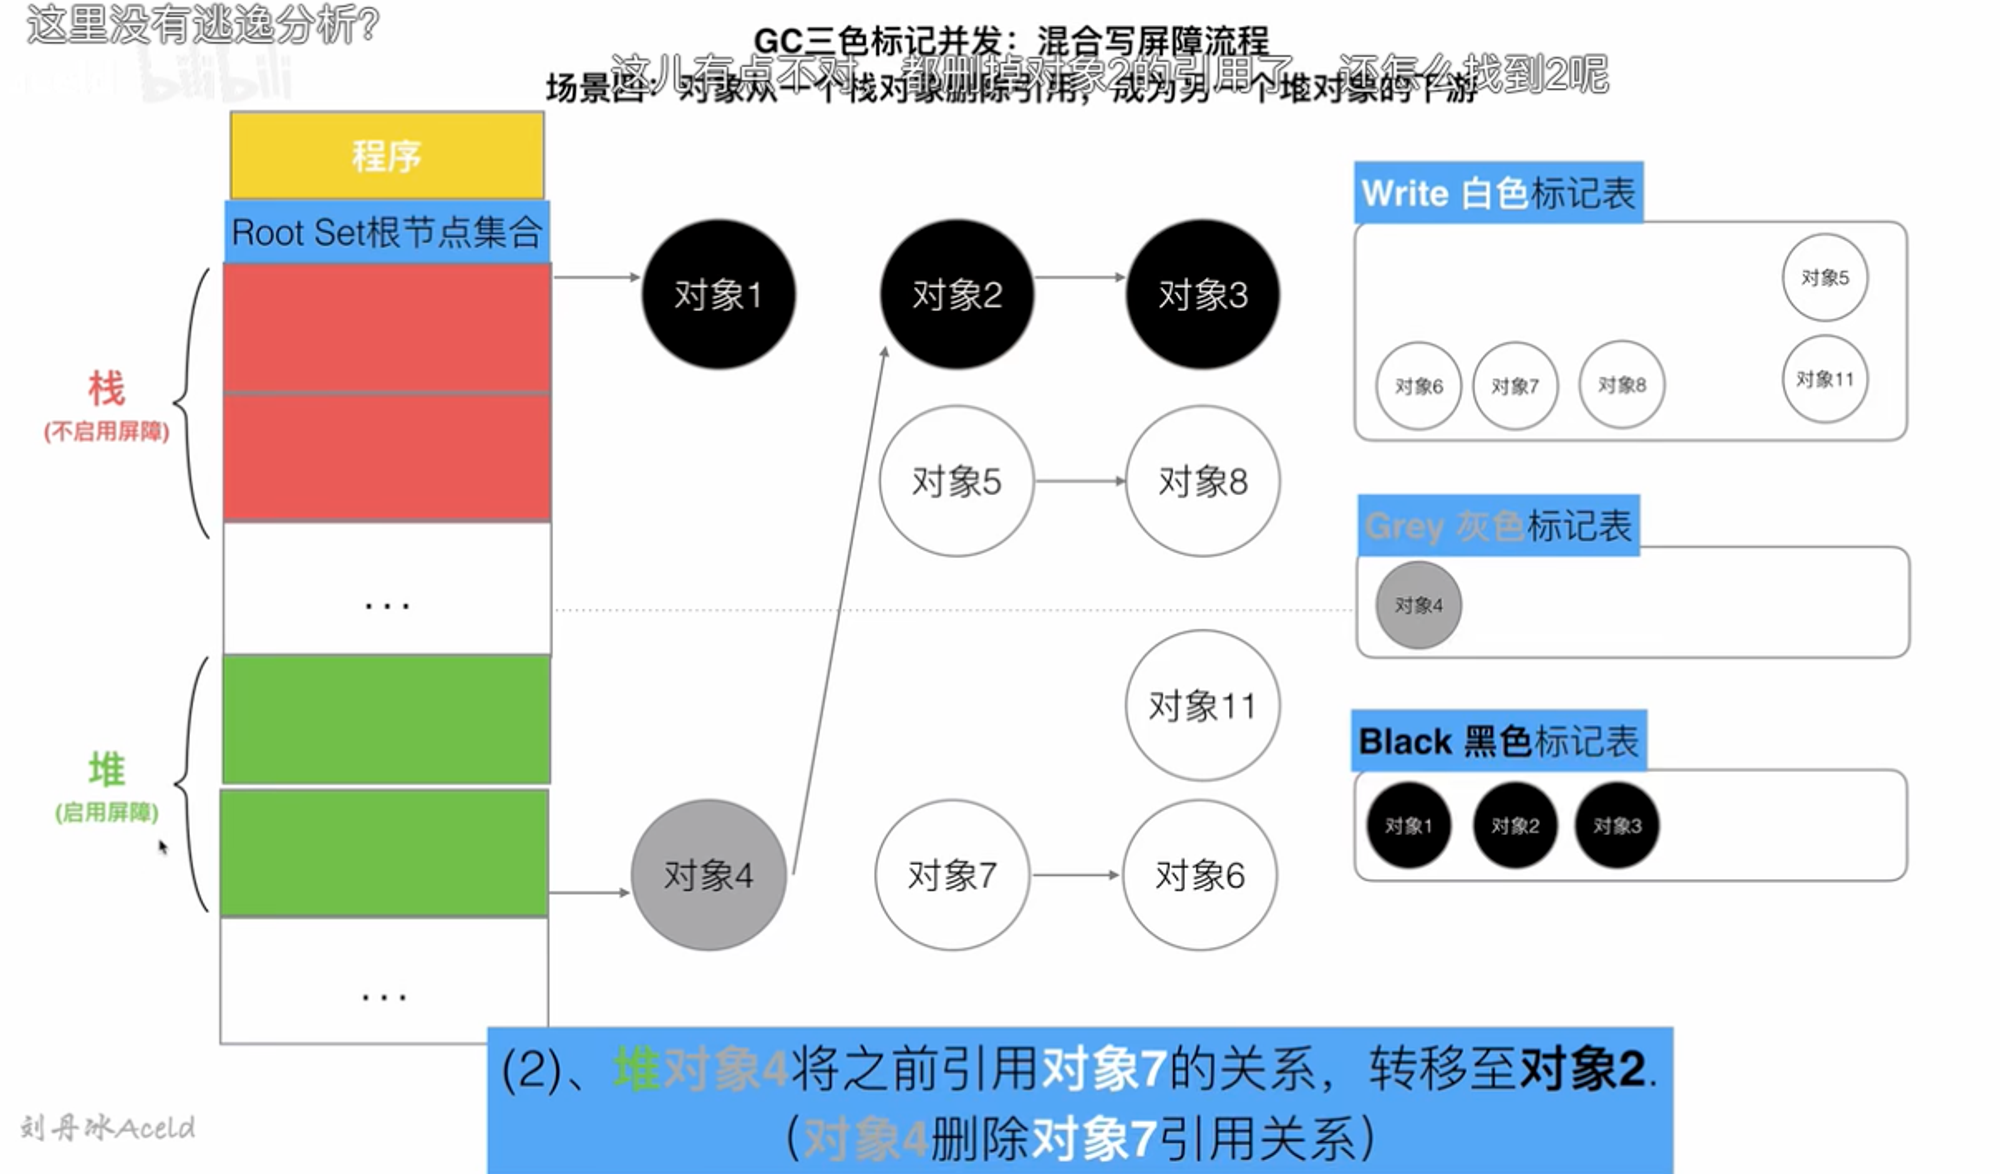 这里没有逃逸分析?
bilibili
GC三色标记并发：混合写屏障流程
这儿有点不对，都删掉对象2的引用了，还怎么找到2呢
场景四：对象从一个栈对象删除引用，成为另一个堆对象的下游
程序
Root Set根节点集合
栈
(不启用屏障)
...
堆
(启用屏障)
...
对象1
对象2
对象3
对象5
对象8
对象11
对象4
对象7
对象6
Write 白色标记表
对象5
对象6
对象7
对象8
对象11
Grey 灰色标记表
对象4
Black 黑色标记表
对象1
对象2
对象3
(2)、堆对象4将之前引用对象7的关系，转移至对象2.
（对象4删除对象7引用关系）
刘丹冰Aceld